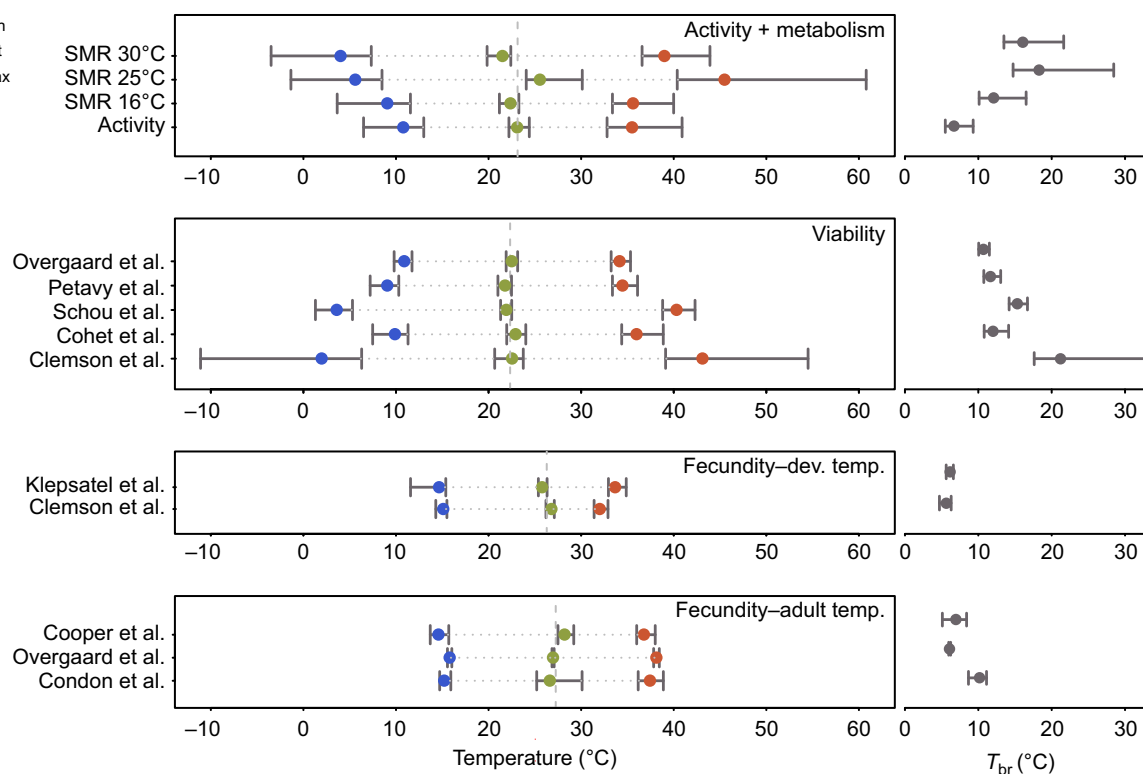 Activity + metabolism
SMR 30°C
SMR 25°C
SMR 16°C
Activity
–10 0 10 20 30 40 50 60 0 10 20 30
Viability
Overgaard et al.
Petavy et al.
Schou et al.
Cohet et al.
Clemson et al.
–10 0 10 20 30 40 50 60 0 10 20 30
Fecundity–dev. temp.
Klepsatel et al.
Clemson et al.
–10 0 10 20 30 40 50 60 0 10 20 30
Fecundity–adult temp.
Cooper et al.
Overgaard et al.
Condon et al.
–10 0 10 20 30 40 50 60 0 10 20 30
Temperature (°C) Tbr (°C)